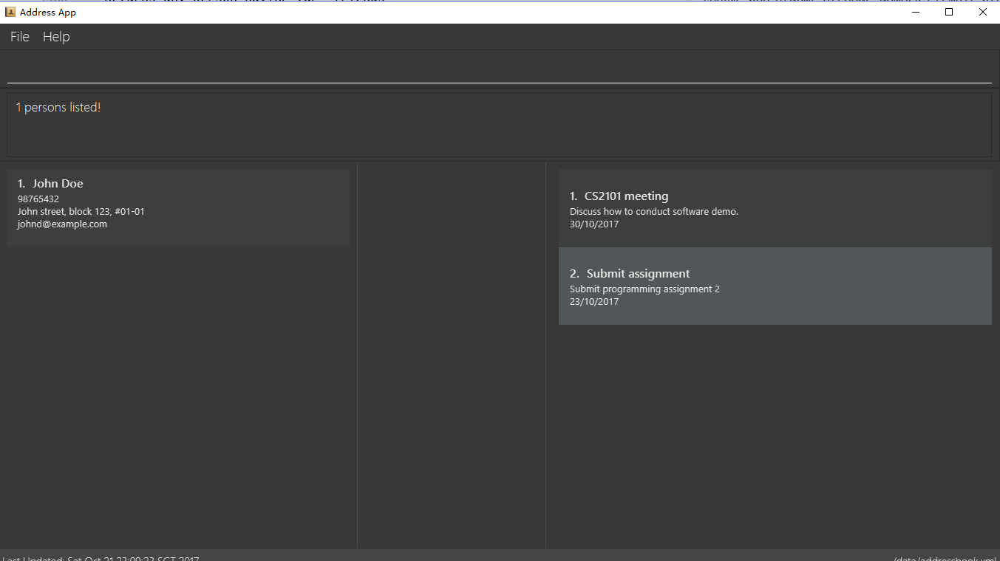 Address App
File Help
1 persons listed!
1. John Doe
98765432
John street, block 123, #01-01
johnd@example.com
1. CS2101 meeting
Discuss how to conduct software demo.
30/10/2017
2. Submit assignment
Submit programming assignment 2
23/10/2017
Last Updated: Sat Oct 21 23:09:23 SGT 2017
/data/addressbook.xml